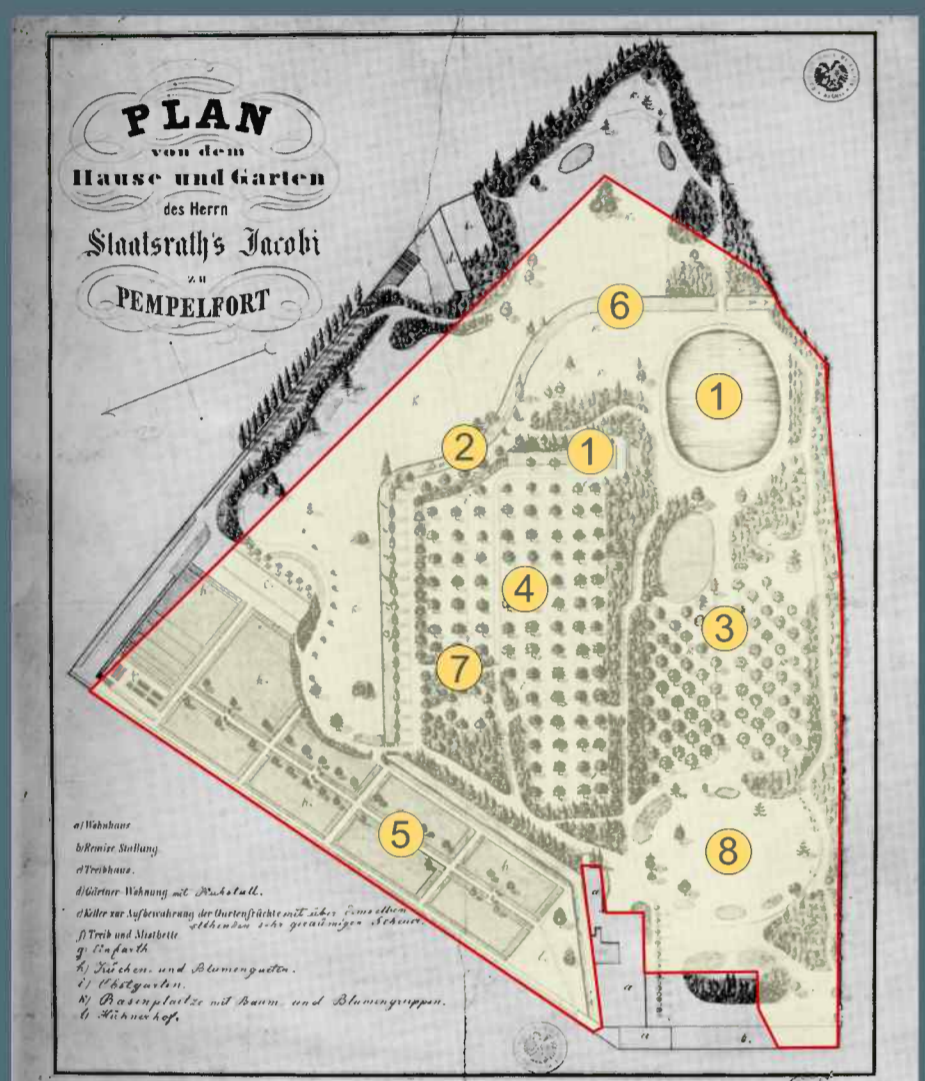 PLAN
von dem
Hause und Garten
des Herrn
Staatsrath's Jacobi
zu
PEMPELFORT
6
1
2
1
4
3
7
5
8
a) Wohnhaus
b) Remise Stallung
c) Treibhaus.
d) Gärtner-Wohnung mit Kuhstall.
e) Keller zur Aufbewahrung der Gartenfrüchte mit über demselben
stehenden sehr geräumigen Scheuer.
f) Treib und Mistbette
g) Einfarth
h) Küchen- und Blumengarten.
i) Obstgarten.
k) Rasenplaetze mit Baum und Blumengruppen.
l) Hühnerhof.